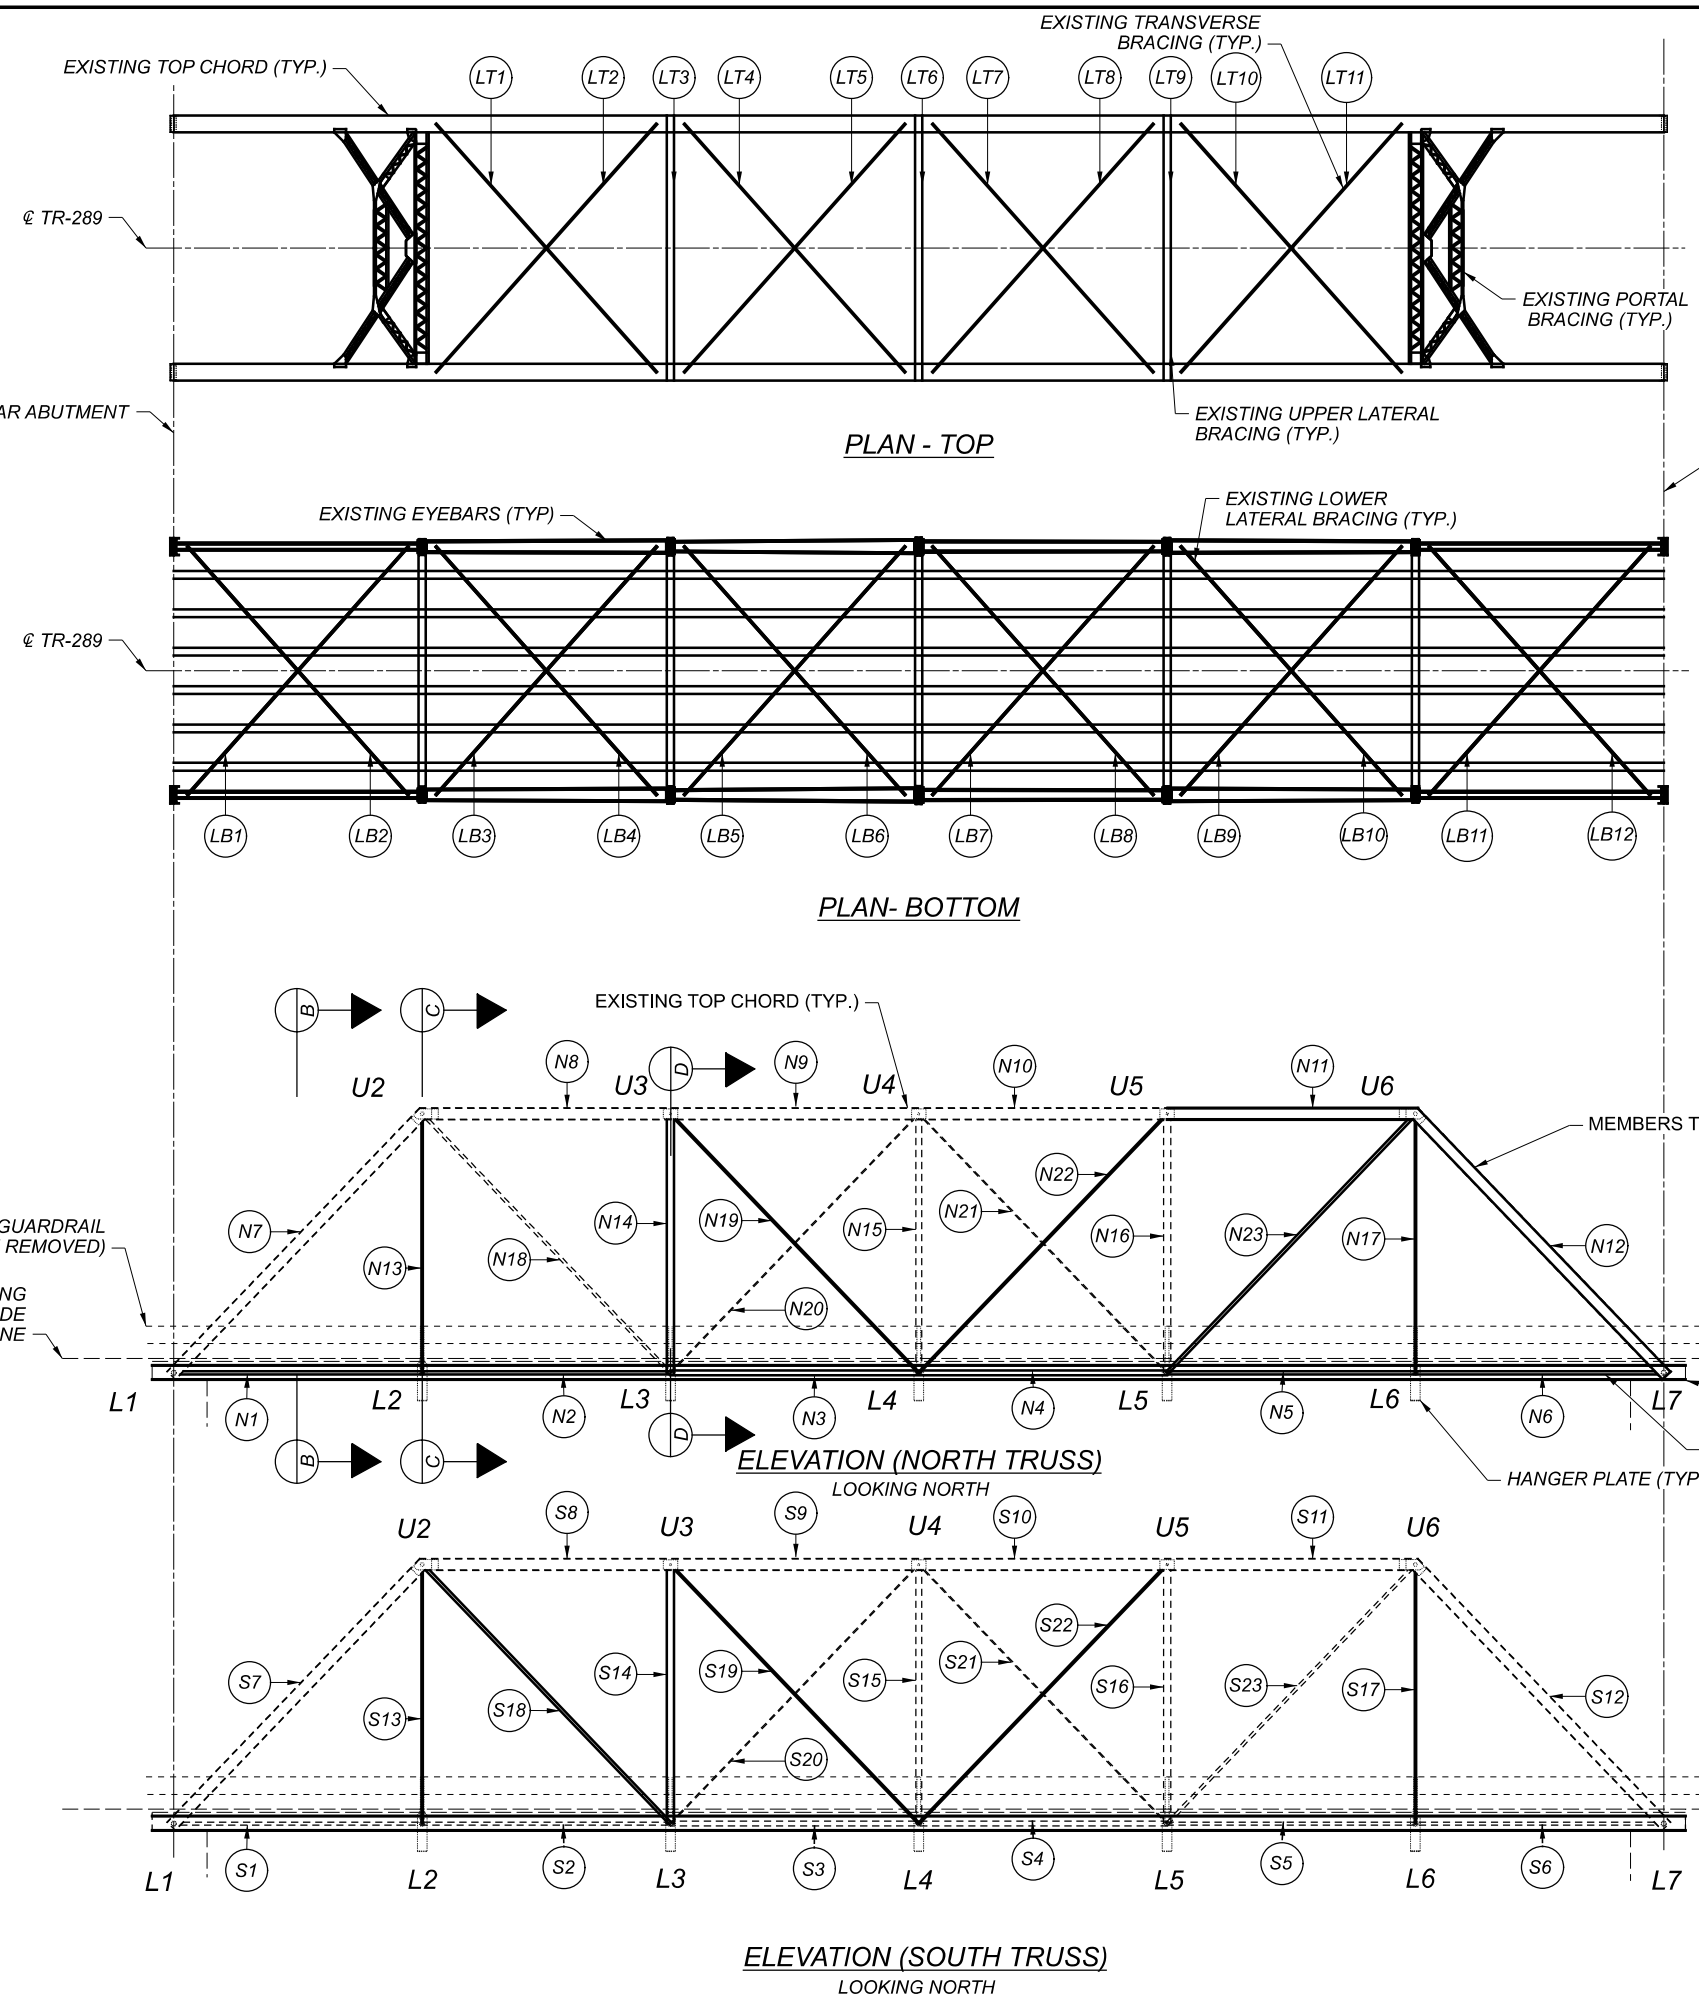 EXISTING TRANSVERSE
BRACING (TYP.)
EXISTING TOP CHORD (TYP.)
LT1
LT2
LT3
LT4
LT5
LT6
LT7
LT8
LT9
LT10
LT11
℄ TR-289
EXISTING PORTAL
BRACING (TYP.)
AR ABUTMENT
EXISTING UPPER LATERAL
BRACING (TYP.)
PLAN - TOP
EXISTING EYEBARS (TYP)
EXISTING LOWER
LATERAL BRACING (TYP.)
℄ TR-289
LB1
LB2
LB3
LB4
LB5
LB6
LB7
LB8
LB9
LB10
LB11
LB12
PLAN- BOTTOM
B
C
EXISTING TOP CHORD (TYP.)
N8
D
N9
N10
N11
U2
U3
U4
U5
U6
MEMBERS T
N7
N13
N18
N14
N19
N20
N15
N21
N22
N16
N23
N17
N12
GUARDRAIL
REMOVED)
NG
DE
NE
L1
L2
L3
L4
L5
L6
L7
N1
N2
N3
N4
N5
N6
B
C
D
ELEVATION (NORTH TRUSS)
LOOKING NORTH
HANGER PLATE (TYP
S8
S9
S10
S11
U2
U3
U4
U5
U6
S7
S13
S18
S14
S19
S20
S15
S21
S22
S16
S23
S17
S12
L1
S1
L2
S2
L3
S3
L4
S4
L5
S5
L6
S6
L7
ELEVATION (SOUTH TRUSS)
LOOKING NORTH